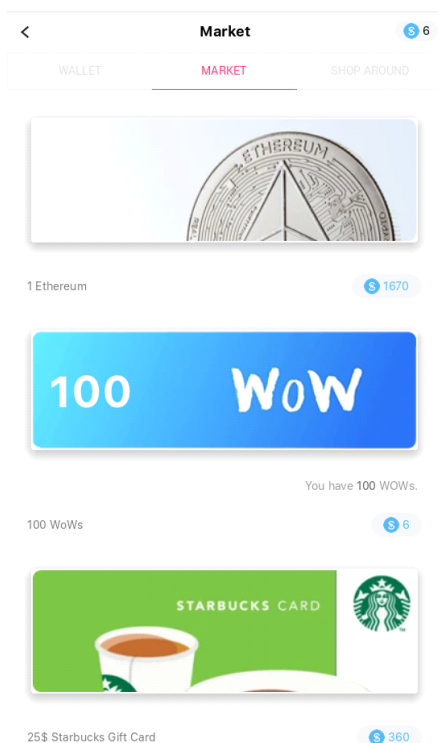 Market
6
WALLET
MARKET
SHOP AROUND
ETHEREUM
1 Ethereum
1670
100
WoW
You have 100 WOWs.
100 WoWs
6
STARBUCKS CARD
TM
25$ Starbucks Gift Card
360